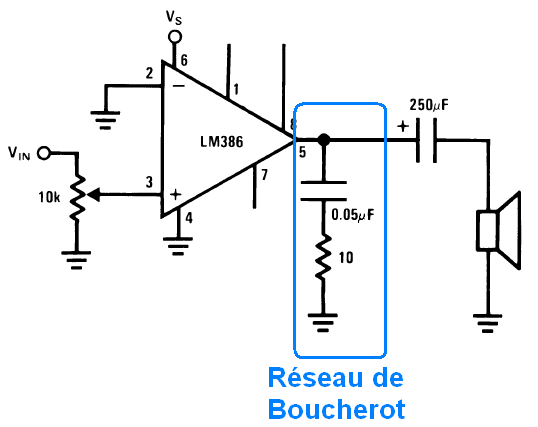 VS
6
2
−
1
8
250µF
+
LM386
5
VIN
3
+
7
10k
4
0.05µF
10
Réseau de
Boucherot